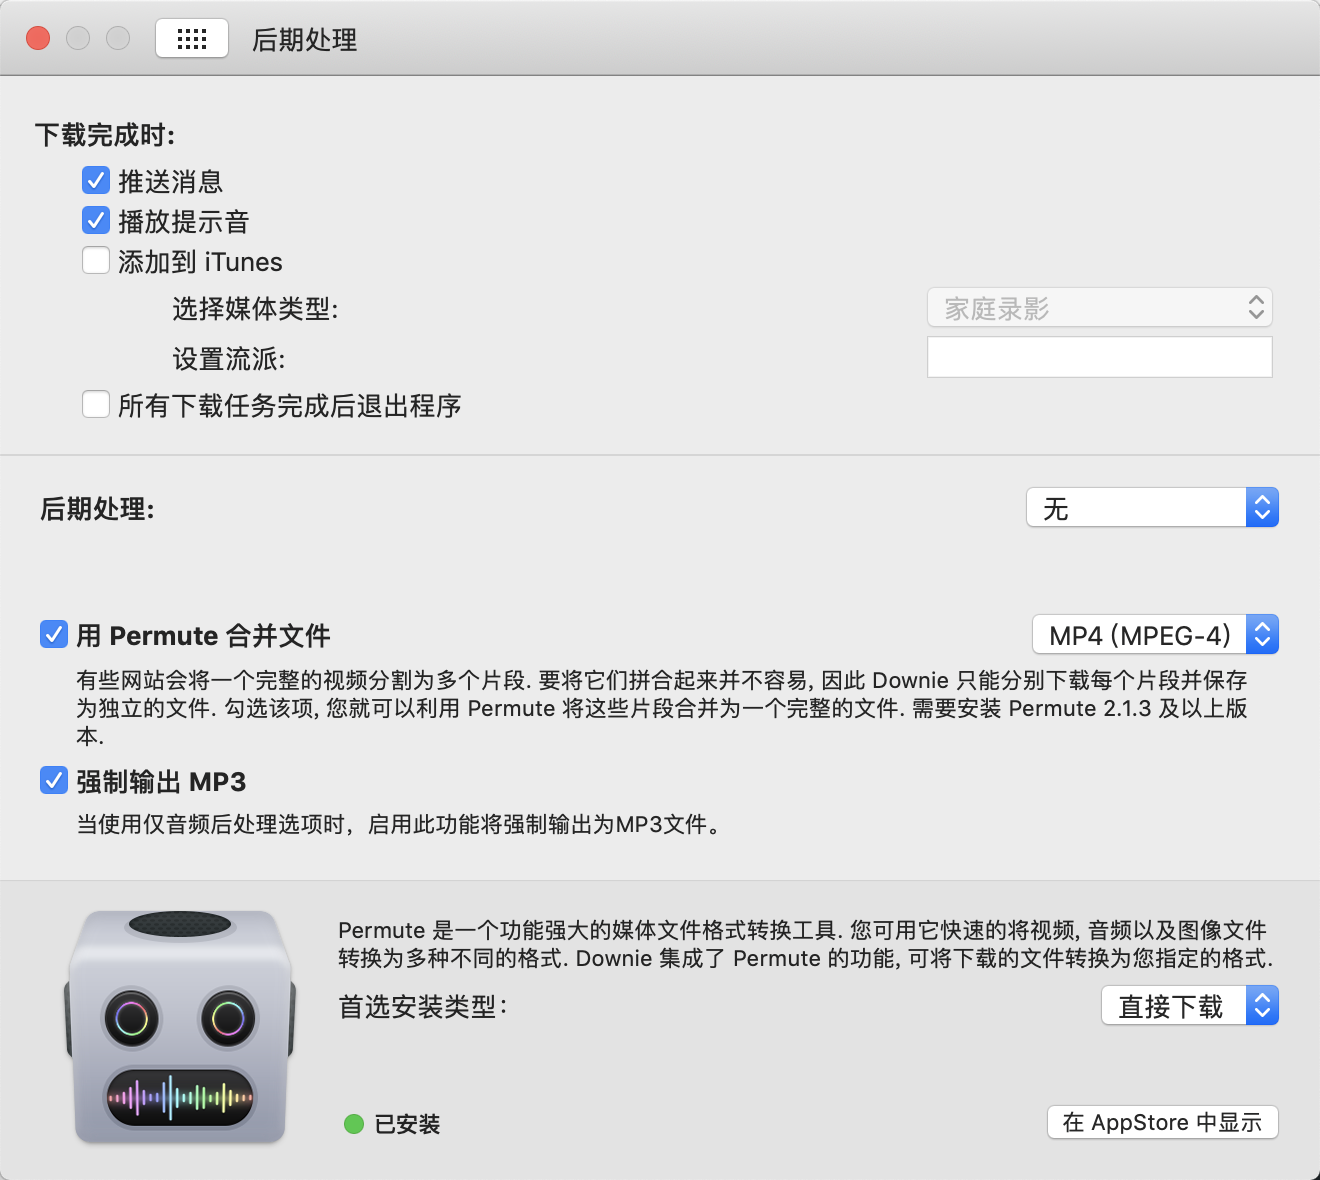 后期处理
下载完成时:
推送消息
播放提示音
添加到 iTunes
选择媒体类型:
家庭录影
设置流派:
所有下载任务完成后退出程序
后期处理:
无
用 Permute 合并文件
MP4 (MPEG-4)
有些网站会将一个完整的视频分割为多个片段. 要将它们拼合起来并不容易, 因此 Downie 只能分别下载每个片段并保存
为独立的文件. 勾选该项, 您就可以利用 Permute 将这些片段合并为一个完整的文件. 需要安装 Permute 2.1.3 及以上版
本.
强制输出 MP3
当使用仅音频后处理选项时，启用此功能将强制输出为MP3文件。
Permute 是一个功能强大的媒体文件格式转换工具. 您可用它快速的将视频, 音频以及图像文件
转换为多种不同的格式. Downie 集成了 Permute 的功能, 可将下载的文件转换为您指定的格式.
首选安装类型：
直接下载
已安装
在 AppStore 中显示